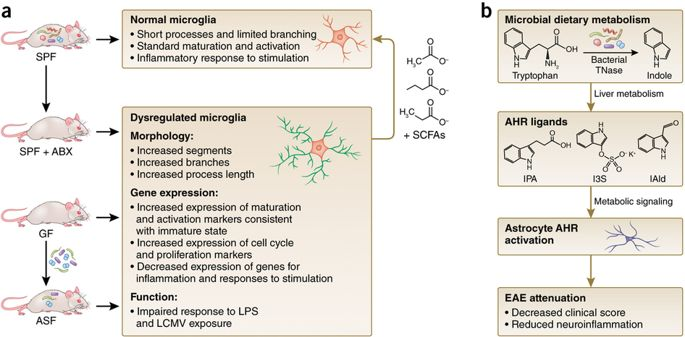 a
SPF
SPF + ABX
GF
ASF
Normal microglia
• Short processes and limited branching
• Standard maturation and activation
• Inflammatory response to stimulation
Dysregulated microglia
Morphology:
• Increased segments
• Increased branches
• Increased process length
Gene expression:
• Increased expression of maturation
and activation markers consistent
with immature state
• Increased expression of cell cycle
and proliferation markers
• Decreased expression of genes for
inflammation and responses to stimulation
Function:
• Impaired response to LPS
and LCMV exposure
O
H₃C
O⁻
O
O⁻
O
H₃C
O⁻
+ SCFAs
b
Microbial dietary metabolism
O
OH
NH₂
N
H
Tryptophan
Bacterial
TNase
N
H
Indole
Liver metabolism
AHR ligands
O
OH
N
H
IPA
H
N
O
O
S
O
O⁻ K⁺
I3S
O
N
H
IAld
Metabolic signaling
Astrocyte AHR
activation
EAE attenuation
• Decreased clinical score
• Reduced neuroinflammation